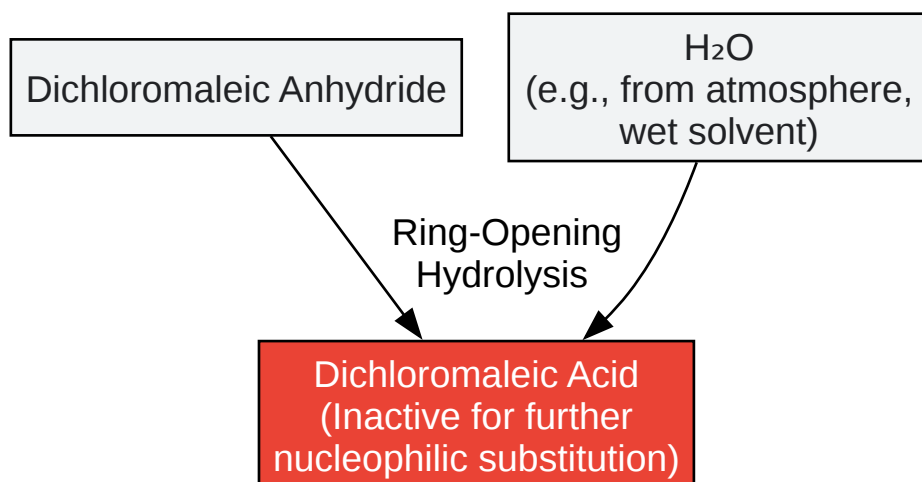 Dichloromaleic Anhydride
H₂O
(e.g., from atmosphere,
wet solvent)
Ring-Opening
Hydrolysis
Dichloromaleic Acid
(Inactive for further
nucleophilic substitution)